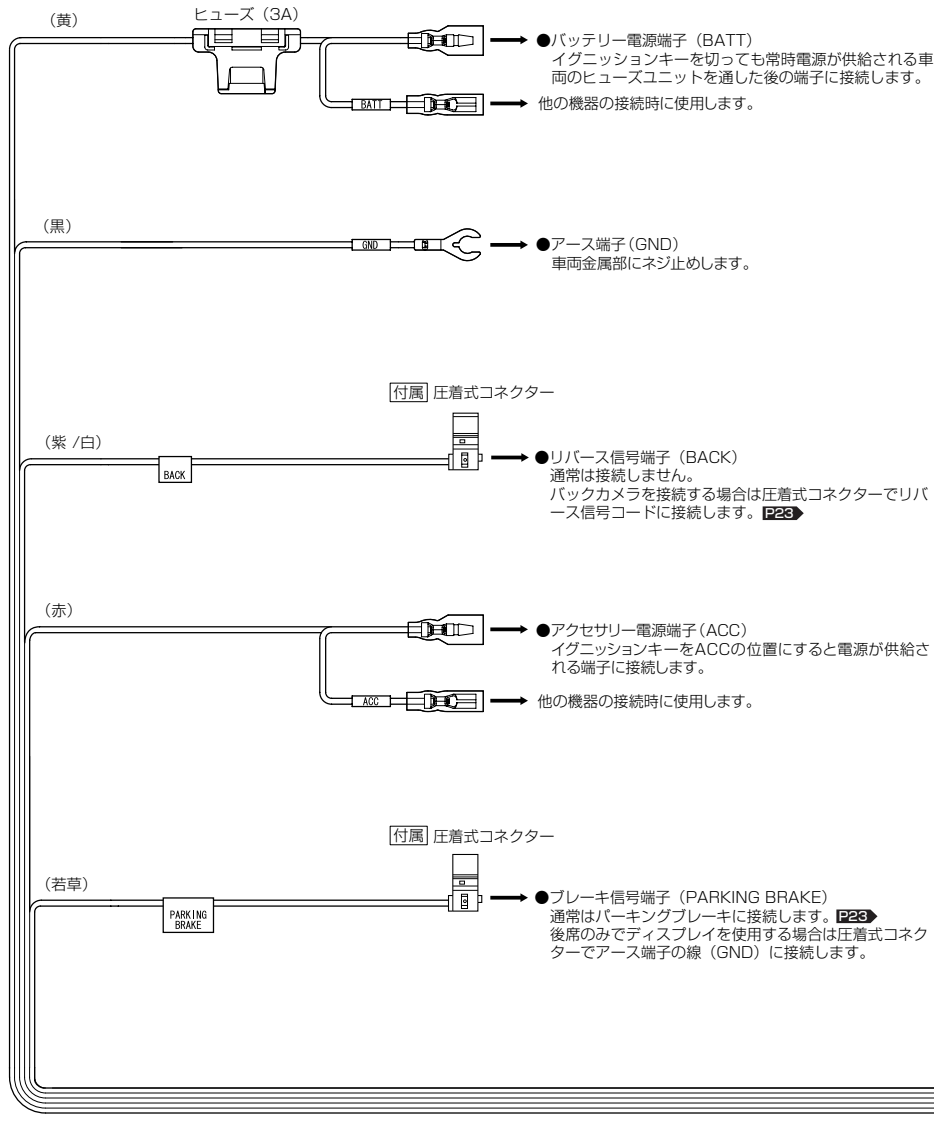 （黄）
ヒューズ（3A）
●バッテリー電源端子（BATT）
イグニッションキーを切っても常時電源が供給される車
両のヒューズユニットを通した後の端子に接続します。
BATT
他の機器の接続時に使用します。
（黒）
GND
●アース端子（GND）
車両金属部にネジ止めします。
付属 圧着式コネクター
（紫 /白）
BACK
●リバース信号端子（BACK）
通常は接続しません。
バックカメラを接続する場合は圧着式コネクターでリバ
ース信号コードに接続します。P23
（赤）
●アクセサリー電源端子（ACC）
イグニッションキーをACCの位置にすると電源が供給さ
れる端子に接続します。
ACC
他の機器の接続時に使用します。
付属 圧着式コネクター
（若草）
PARKING
BRAKE
●ブレーキ信号端子（PARKING BRAKE）
通常はパーキングブレーキに接続します。P23
後席のみでディスプレイを使用する場合は圧着式コネク
ターでアース端子の線（GND）に接続します。